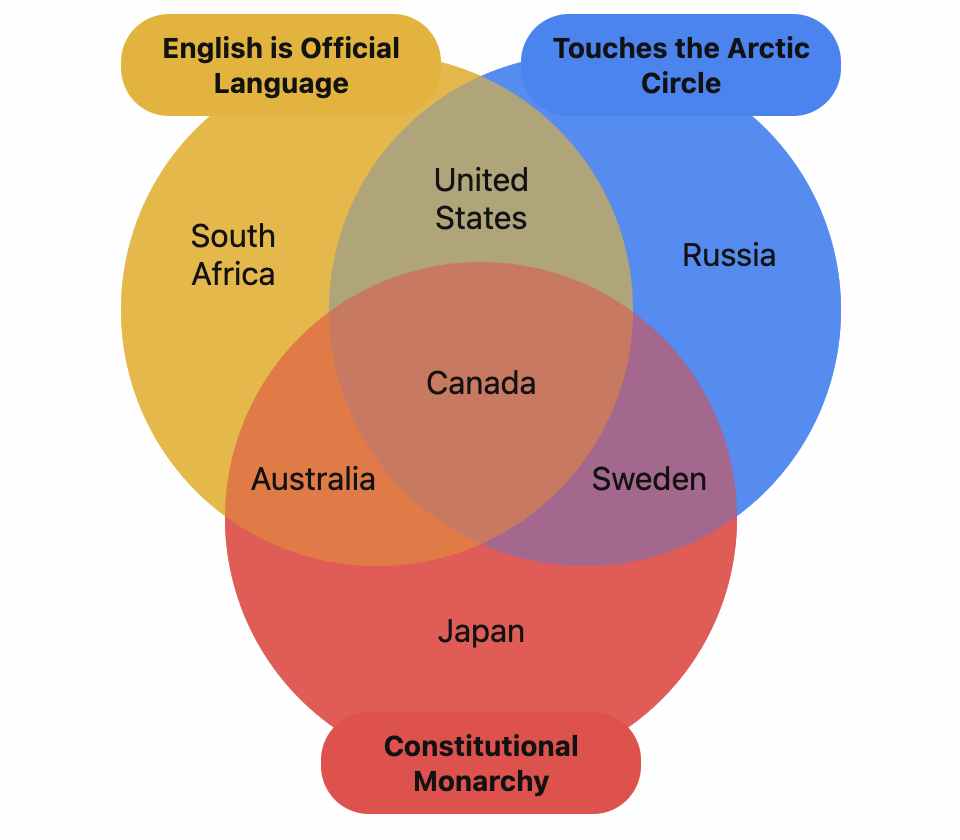 English is Official
Language
Touches the Arctic
Circle
United
States
South
Africa
Russia
Canada
Australia
Sweden
Japan
Constitutional
Monarchy